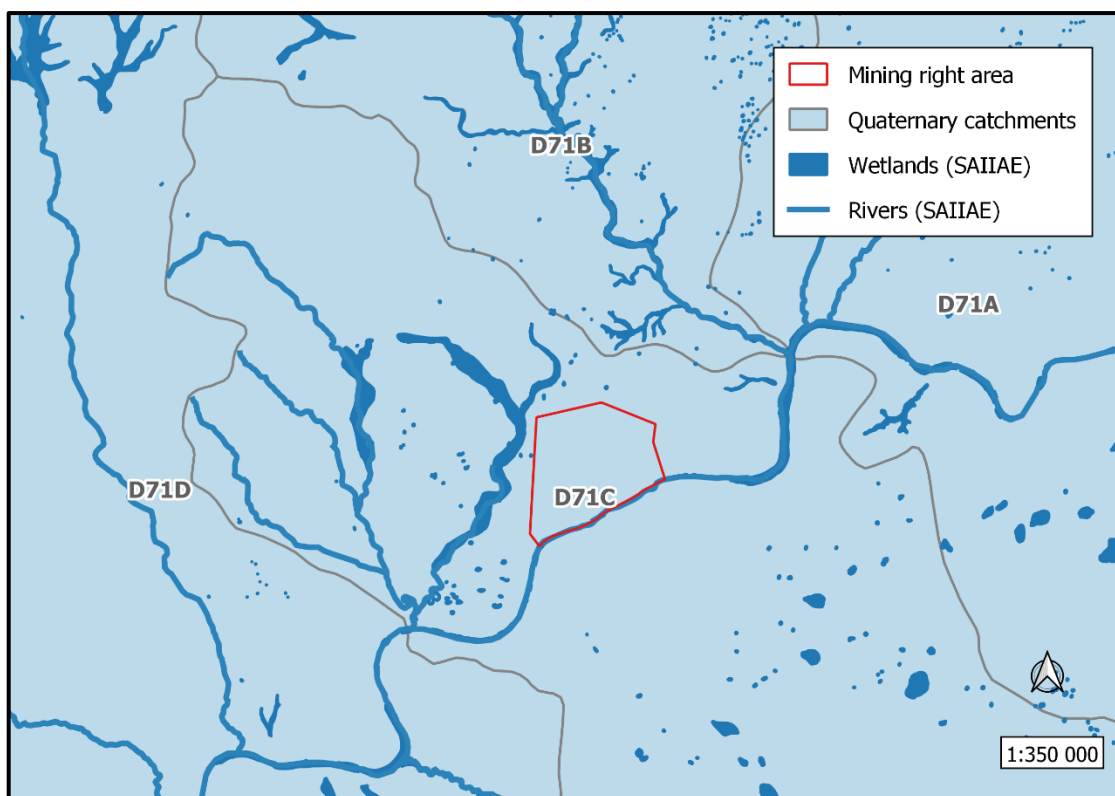 Mining right area
Quaternary catchments
Wetlands (SAIIAE)
Rivers (SAIIAE)
D71B
D71A
D71D
D71C
1:350 000